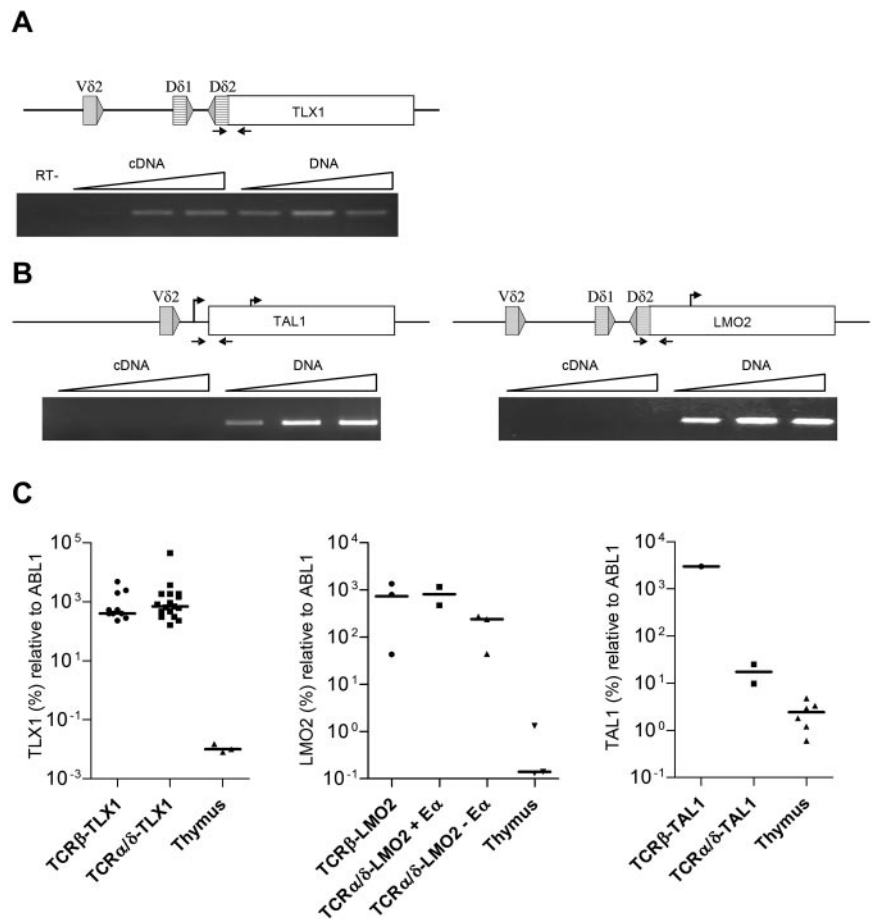 A
Vδ2 Dδ1 Dδ2
TLX1
RT- cDNA DNA
B
Vδ2
TAL1
cDNA DNA
Vδ2 Dδ1 Dδ2
LMO2
cDNA DNA
C
TLX1 (%) relative to ABL1
10^5
10^3
10^1
10^-1
10^-3
TCRβ-TLX1
TCRα/δ-TLX1
Thymus
LMO2 (%) relative to ABL1
10^4
10^3
10^2
10^1
10^0
10^-1
TCRβ-LMO2
TCRα/δ-LMO2 + Eα
TCRα/δ-LMO2 - Eα
Thymus
TAL1 (%) relative to ABL1
10^4
10^3
10^2
10^1
10^0
10^-1
TCRβ-TAL1
TCRα/δ-TAL1
Thymus